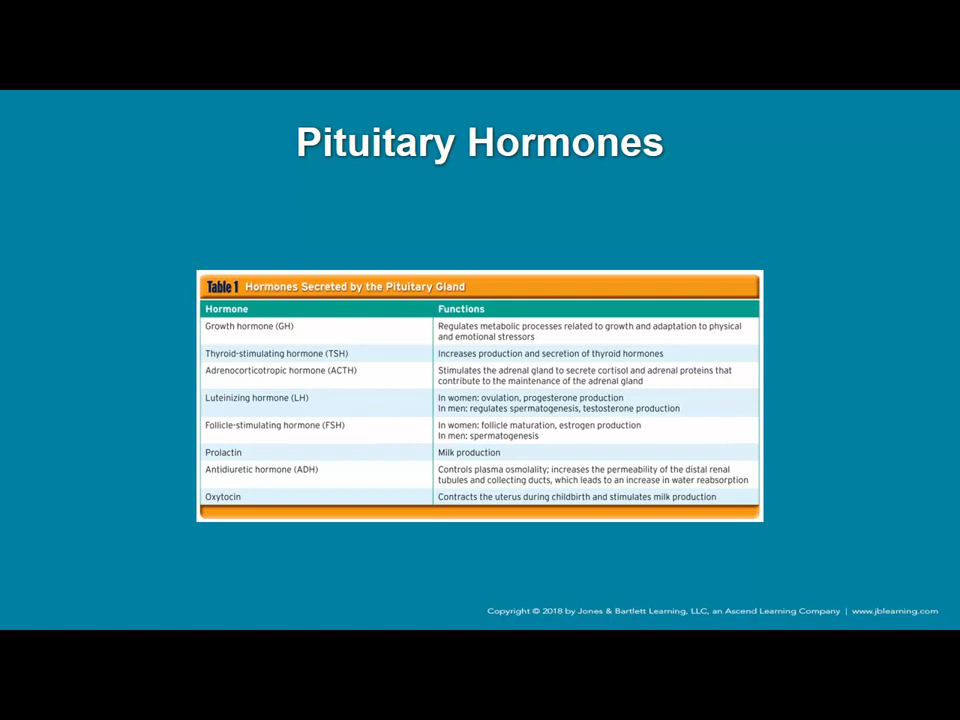 Pituitary Hormones
Table 1 Hormones Secreted by the Pituitary Gland
Hormone Functions
Growth hormone (GH) Regulates metabolic processes related to growth and adaptation to physical
and emotional stressors
Thyroid-stimulating hormone (TSH) Increases production and secretion of thyroid hormones
Adrenocorticotropic hormone (ACTH) Stimulates the adrenal gland to secrete cortisol and adrenal proteins that
contribute to the maintenance of the adrenal gland
Luteinizing hormone (LH) In women: ovulation, progesterone production
In men: regulates spermatogenesis, testosterone production
Follicle-stimulating hormone (FSH) In women: follicle maturation, estrogen production
In men: spermatogenesis
Prolactin Milk production
Antidiuretic hormone (ADH) Controls plasma osmolality; increases the permeability of the distal renal
tubules and collecting ducts, which leads to an increase in water reabsorption
Oxytocin Contracts the uterus during childbirth and stimulates milk production
Copyright © 2018 by Jones & Bartlett Learning, LLC, an Ascend Learning Company | www.jblearning.com